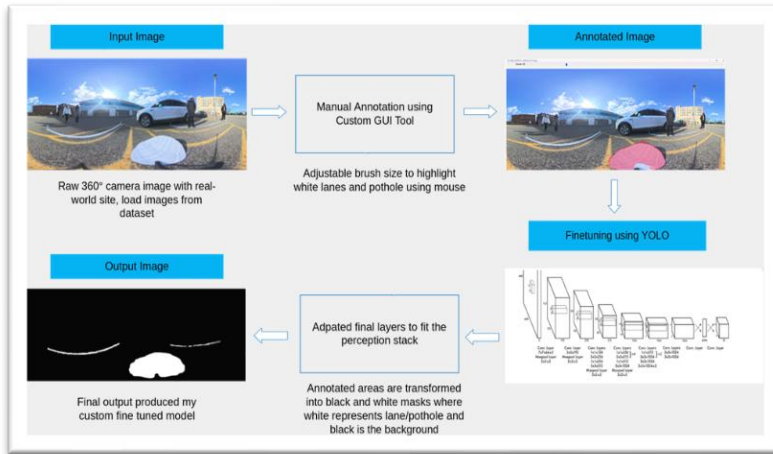 Input Image
Annotated Image
Manual Annotation using
Custom GUI Tool
Raw 360° camera image with real-
world site, load images from
dataset
Adjustable brush size to highlight
white lanes and pothole using mouse
Finetuning using YOLO
Output Image
Adpated final layers to fit the
perception stack
Final output produced my
custom fine tuned model
Annotated areas are transformed
into black and white masks where
white represents lane/pothole and
black is the background